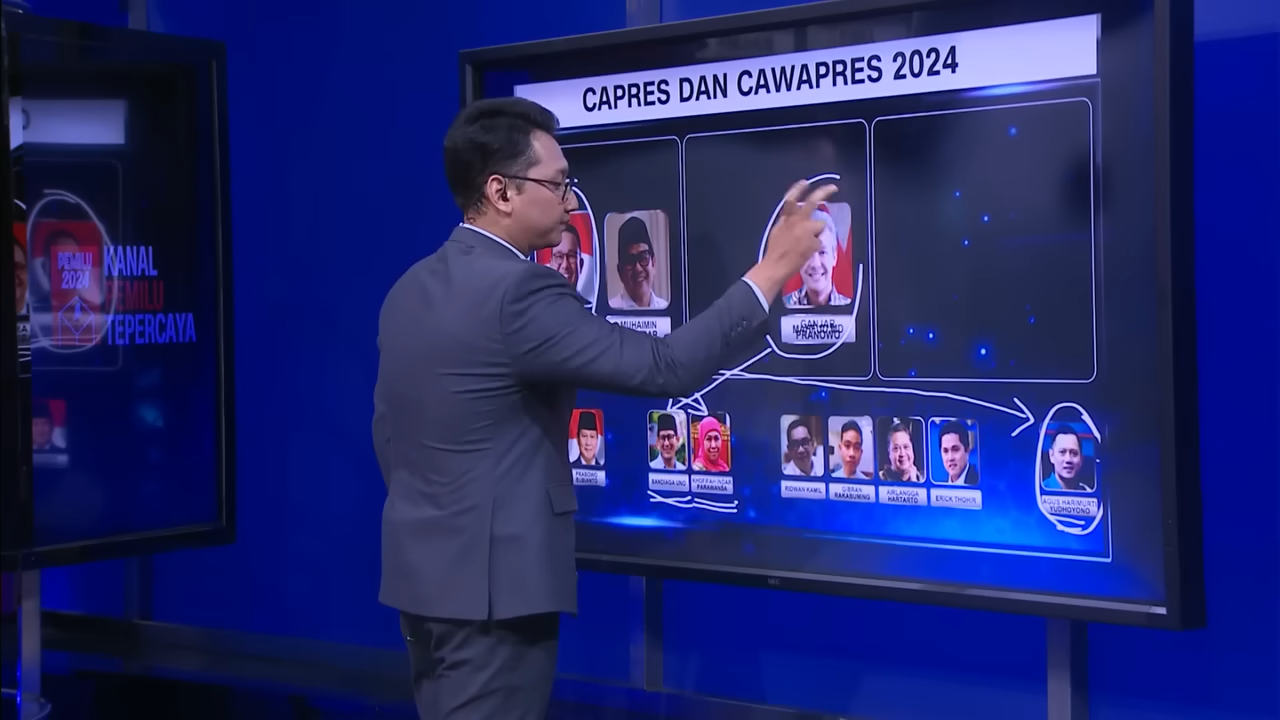 CAPRES DAN CAWAPRES 2024
PEMILU
2024
KANAL
PEMILU
TEPERCAYA
MUHAIMIN
GANJAR
PRANOWO
PRABOWO
SUBIANTO
SANDIAGA UNO
KHOFIFAH INDAR
PARAWANSA
RIDWAN KAMIL
GIBRAN
RAKABUMING
AIRLANGGA
HARTARTO
ERICK THOHIR
AGUS HARIMURTI
YUDHOYONO
NEC